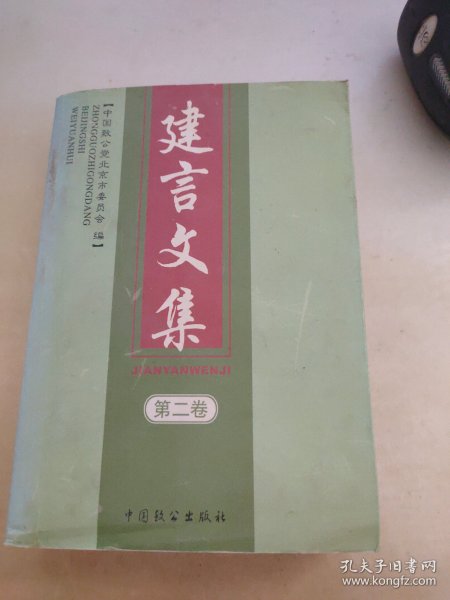 建言文集
JIANYANWENJI
第二卷
【中国致公党北京市委员会 编】
ZHONGGUOZHIGONGDANG
BEIJINGSHI
WEIYUANHUI
中国致公出版社
孔夫子旧书网
www.kongfz.com